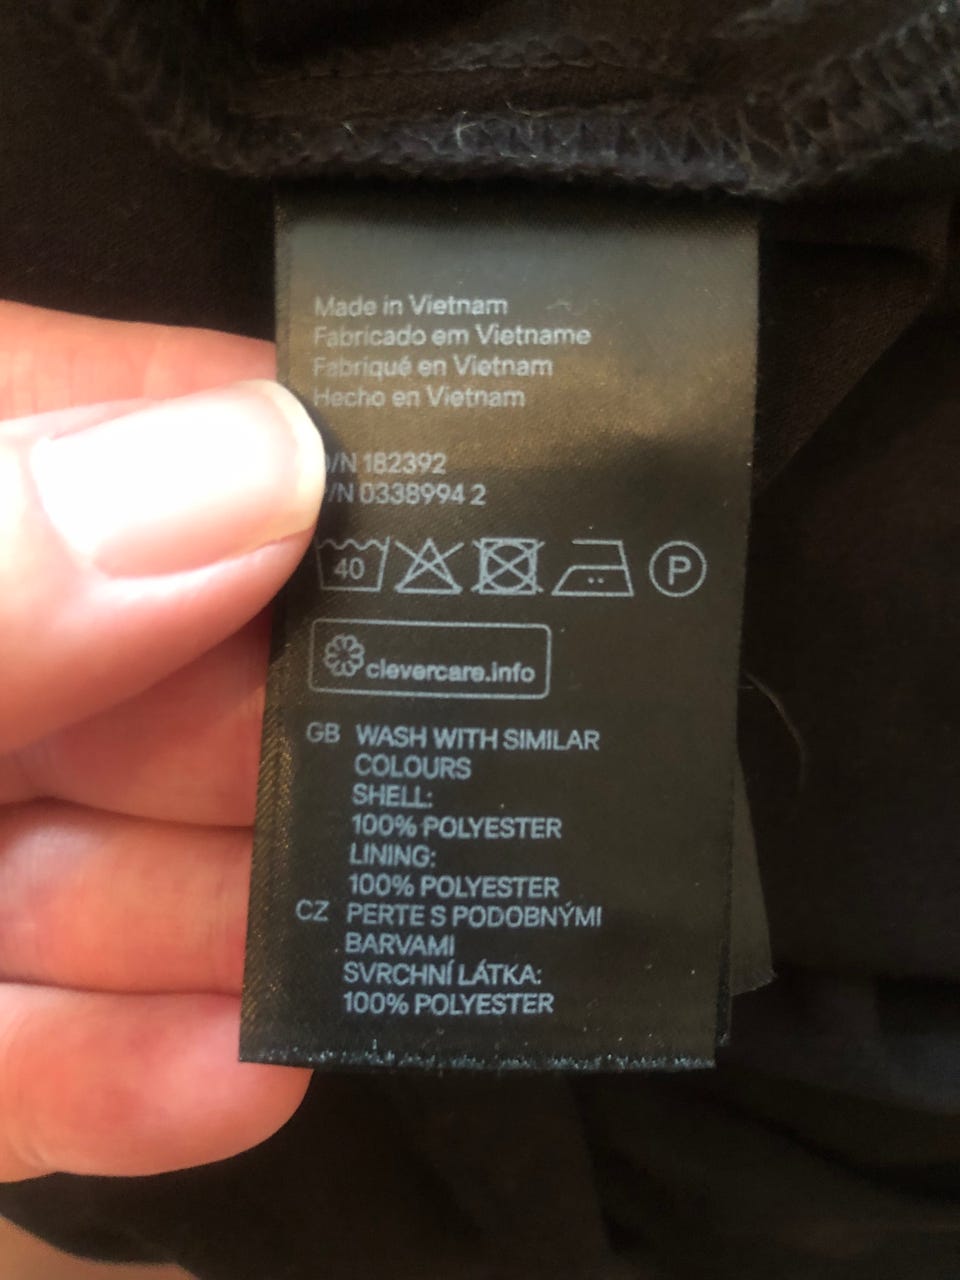 Made in Vietnam
Fabricado em Vietname
Fabriqué en Vietnam
Hecho en Vietnam
/N 182392
/N 0338994 2
40 P
clevercare.info
GB WASH WITH SIMILAR
COLOURS
SHELL:
100% POLYESTER
LINING:
100% POLYESTER
CZ PERTE S PODOBNÝMI
BARVAMI
SVRCHNÍ LÁTKA:
100% POLYESTER